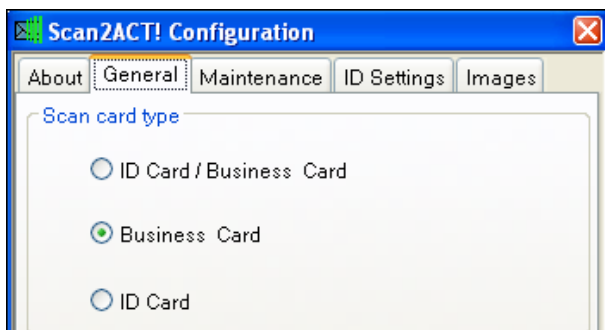 Scan2ACT! Configuration
About General Maintenance ID Settings Images
Scan card type
ID Card / Business Card
Business Card
ID Card